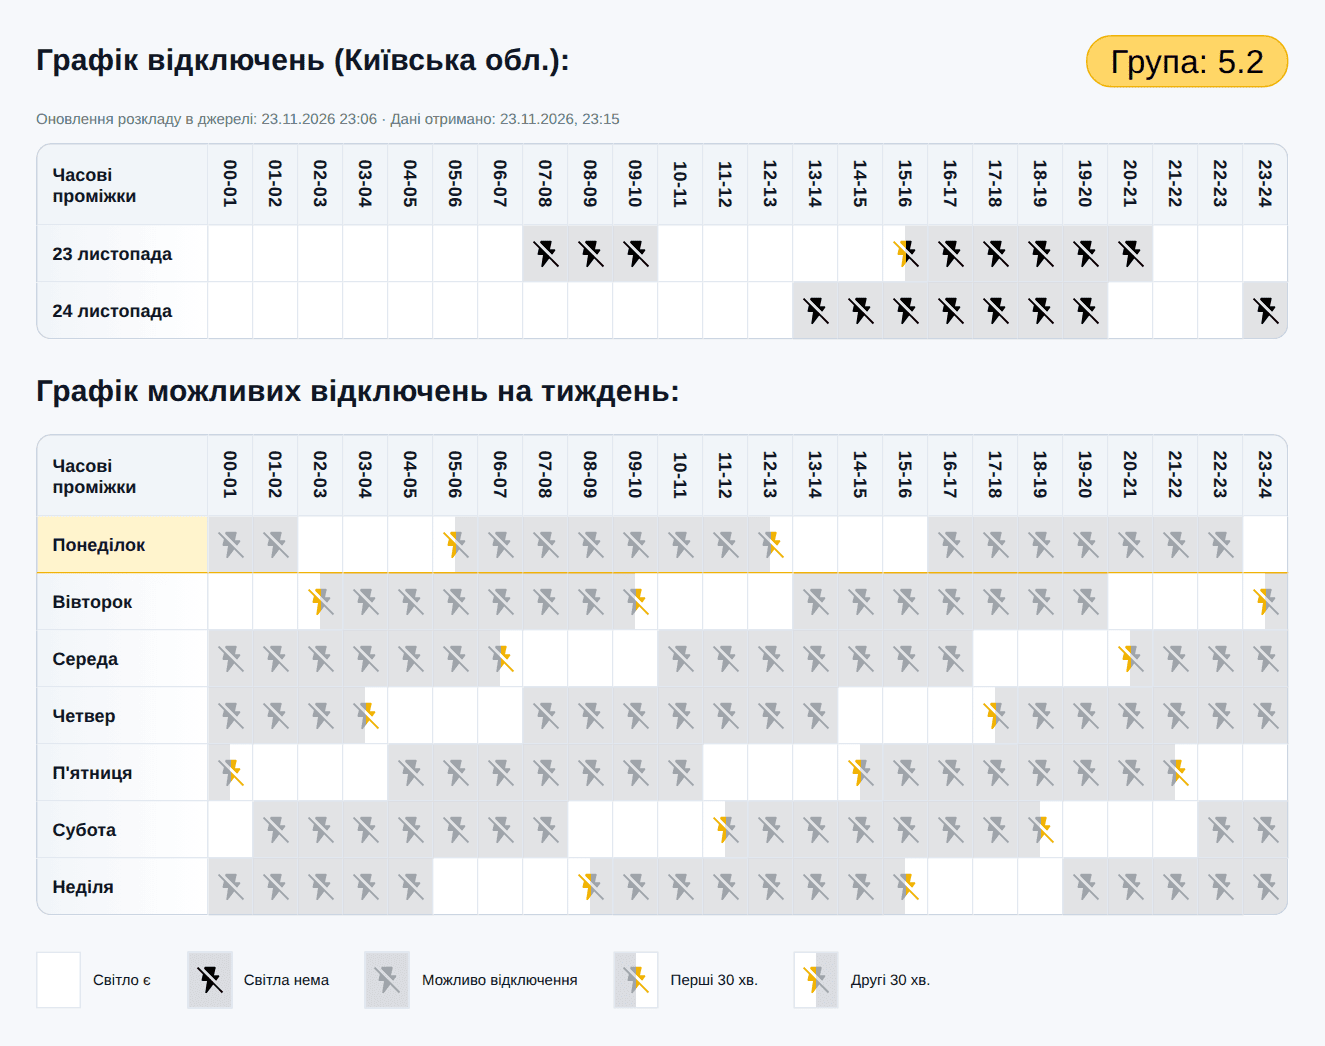 Графік відключень (Київська обл.):
Група: 5.2
Оновлення розкладу в джерелі: 23.11.2026 23:06 · Дані отримано: 23.11.2026, 23:15
Часові проміжки 00-01 01-02 02-03 03-04 04-05 05-06 06-07 07-08 08-09 09-10 10-11 11-12 12-13 13-14 14-15 15-16 16-17 17-18 18-19 19-20 20-21 21-22 22-23 23-24
23 листопада
24 листопада
Графік можливих відключень на тиждень:
Часові проміжки 00-01 01-02 02-03 03-04 04-05 05-06 06-07 07-08 08-09 09-10 10-11 11-12 12-13 13-14 14-15 15-16 16-17 17-18 18-19 19-20 20-21 21-22 22-23 23-24
Понеділок
Вівторок
Середа
Четвер
П'ятниця
Субота
Неділя
Світло є Світла нема Можливо відключення Перші 30 хв. Другі 30 хв.